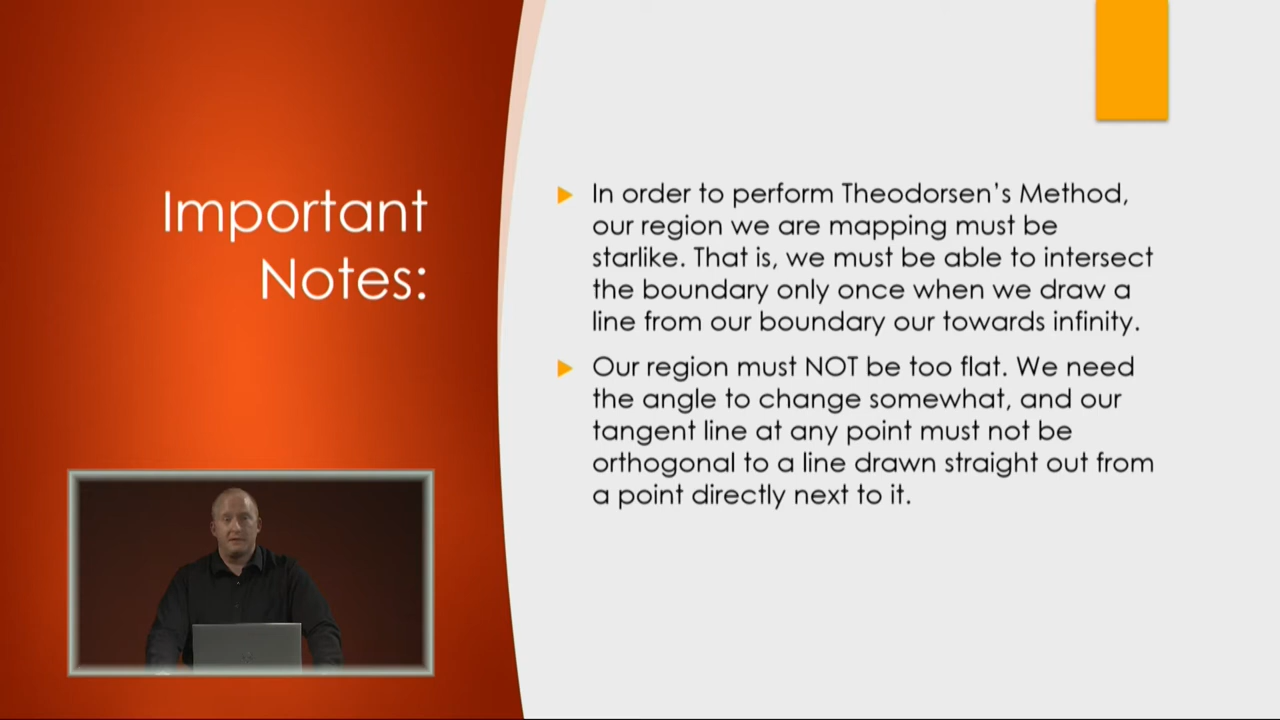 Important
Notes:
In order to perform Theodorsen's Method,
our region we are mapping must be
starlike. That is, we must be able to intersect
the boundary only once when we draw a
line from our boundary our towards infinity.
Our region must NOT be too flat. We need
the angle to change somewhat, and our
tangent line at any point must not be
orthogonal to a line drawn straight out from
a point directly next to it.